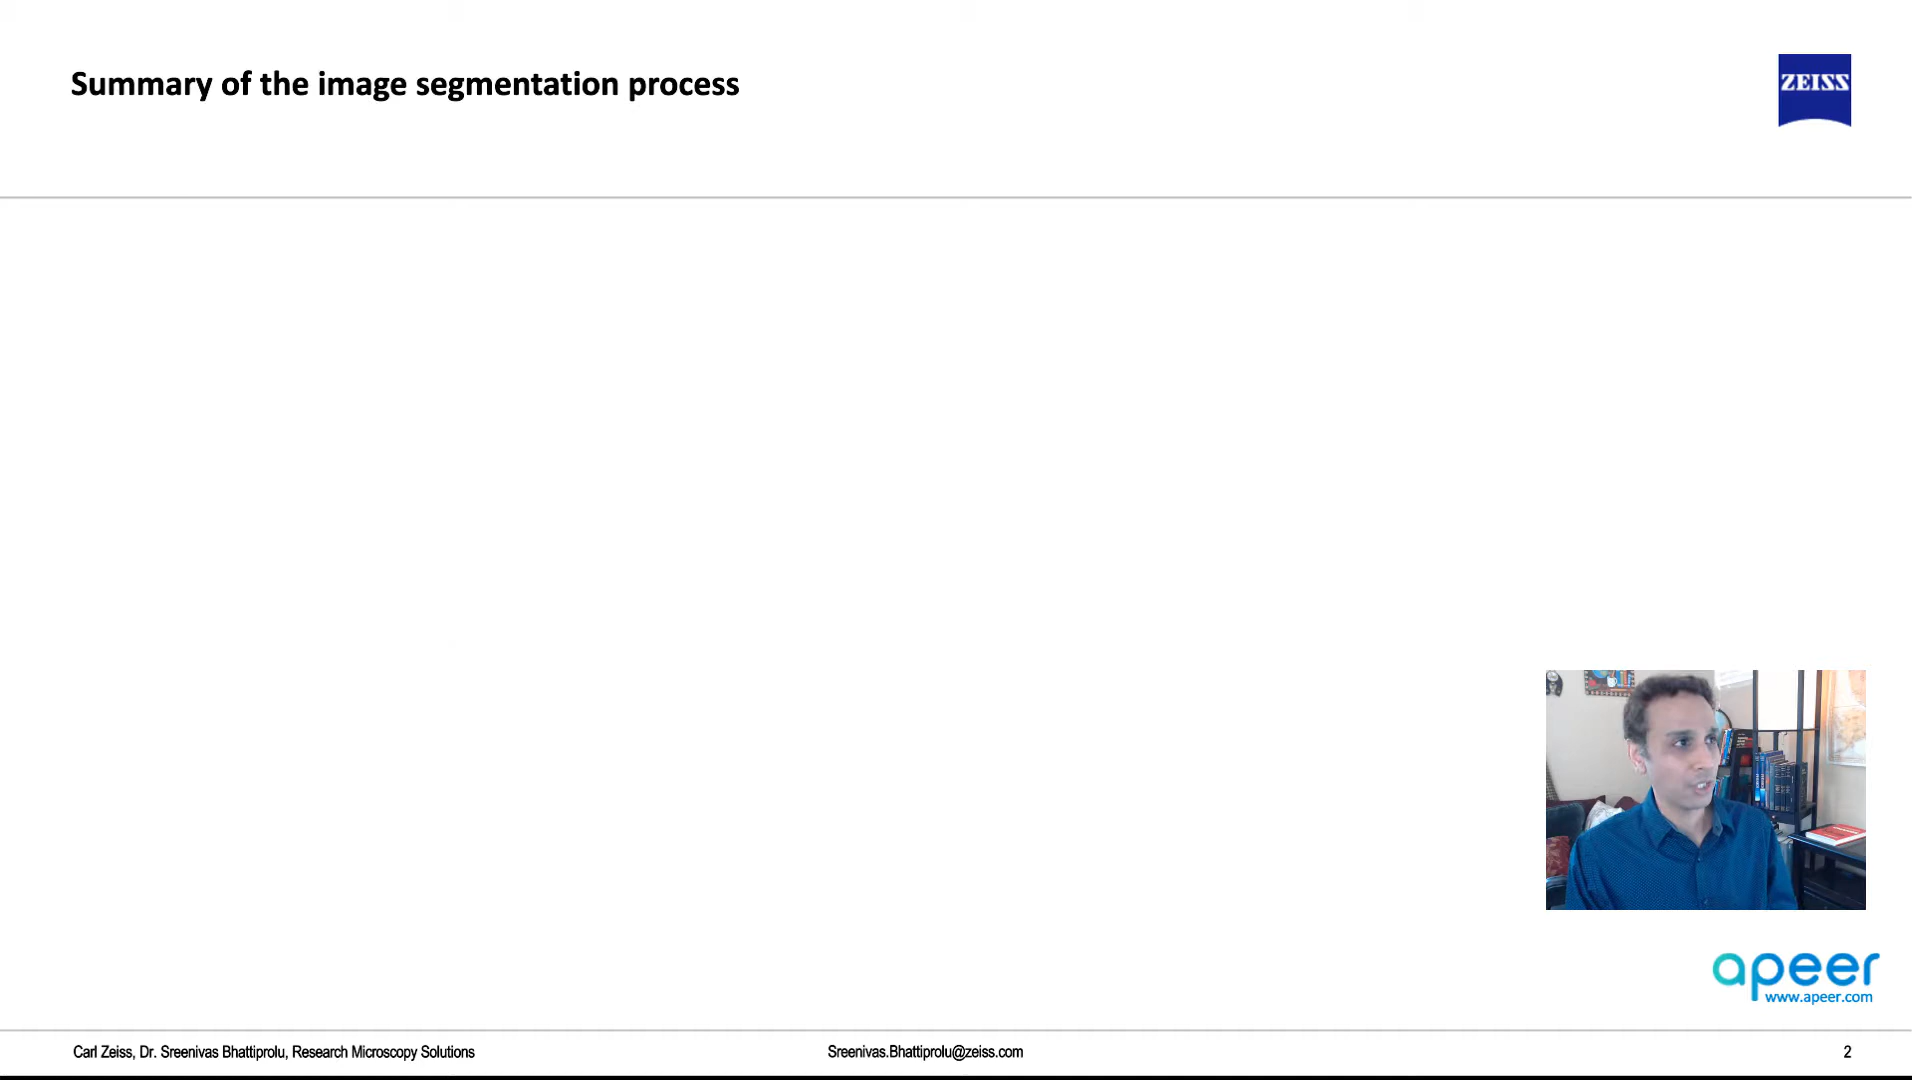 Summary of the image segmentation process
ZEISS
apeer
www.apeer.com
Carl Zeiss, Dr. Sreenivas Bhattiprolu, Research Microscopy Solutions
Sreenivas.Bhattiprolu@zeiss.com
2